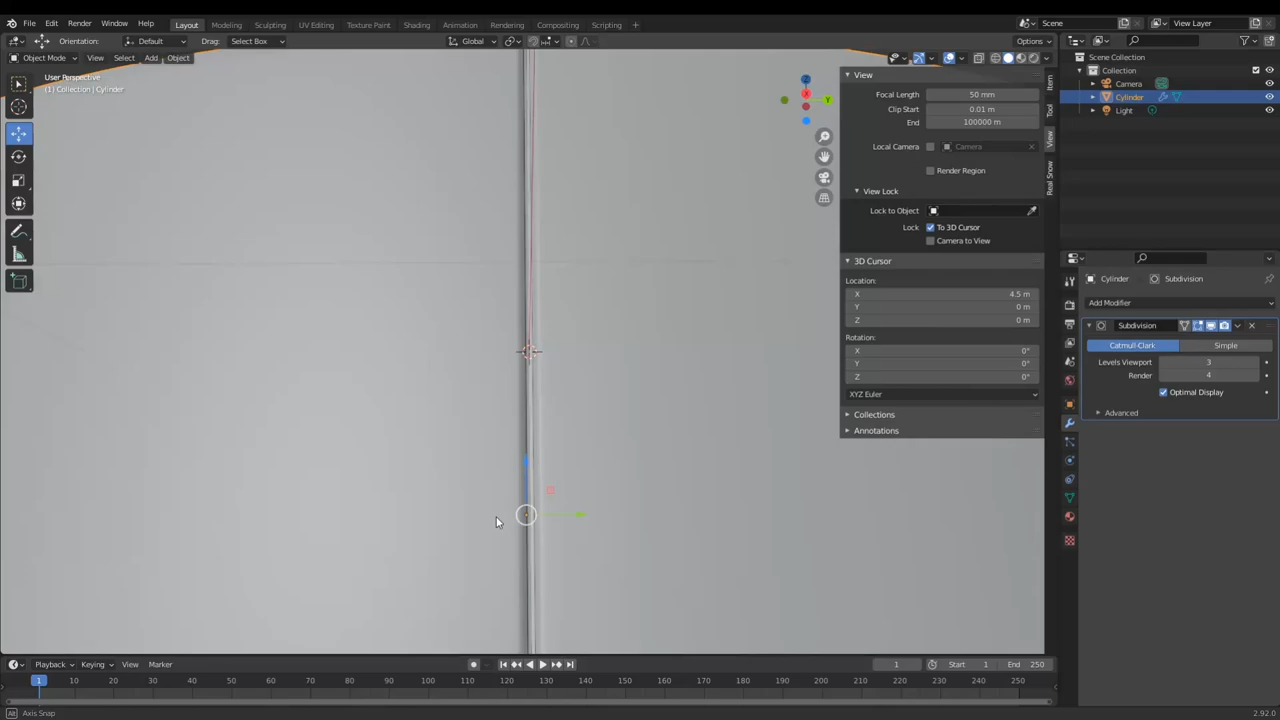 File Edit Render Window Help Layout Modeling Sculpting UV Editing Texture Paint Shading Animation Rendering Compositing Scripting + Scene View Layer
Orientation: Default Drag: Select Box Global Options
Object Mode View Select Add Object
User Perspective
(1) Collection | Cylinder
Z
X
Y
View
Focal Length 50 mm
Clip Start 0.01 m
End 100000 m
Local Camera Camera
Render Region
View Lock
Lock to Object
Lock To 3D Cursor
Camera to View
3D Cursor
Location:
X 4.5 m
Y 0 m
Z 0 m
Rotation:
X 0°
Y 0°
Z 0°
XYZ Euler
Collections
Annotations
Item
Tool
View
Real Snow
Scene Collection
Collection
Camera
Cylinder
Light
Cylinder Subdivision
Add Modifier
Subdivision
Catmull-Clark Simple
Levels Viewport 3
Render 4
Optimal Display
Advanced
Playback Keying View Marker 1 Start 1 End 250
1 10 20 30 40 50 60 70 80 90 100 110 120 130 140 150 160 170 180 190 200 210 220 230 240 250
Alt Axis Snap 2.92.0